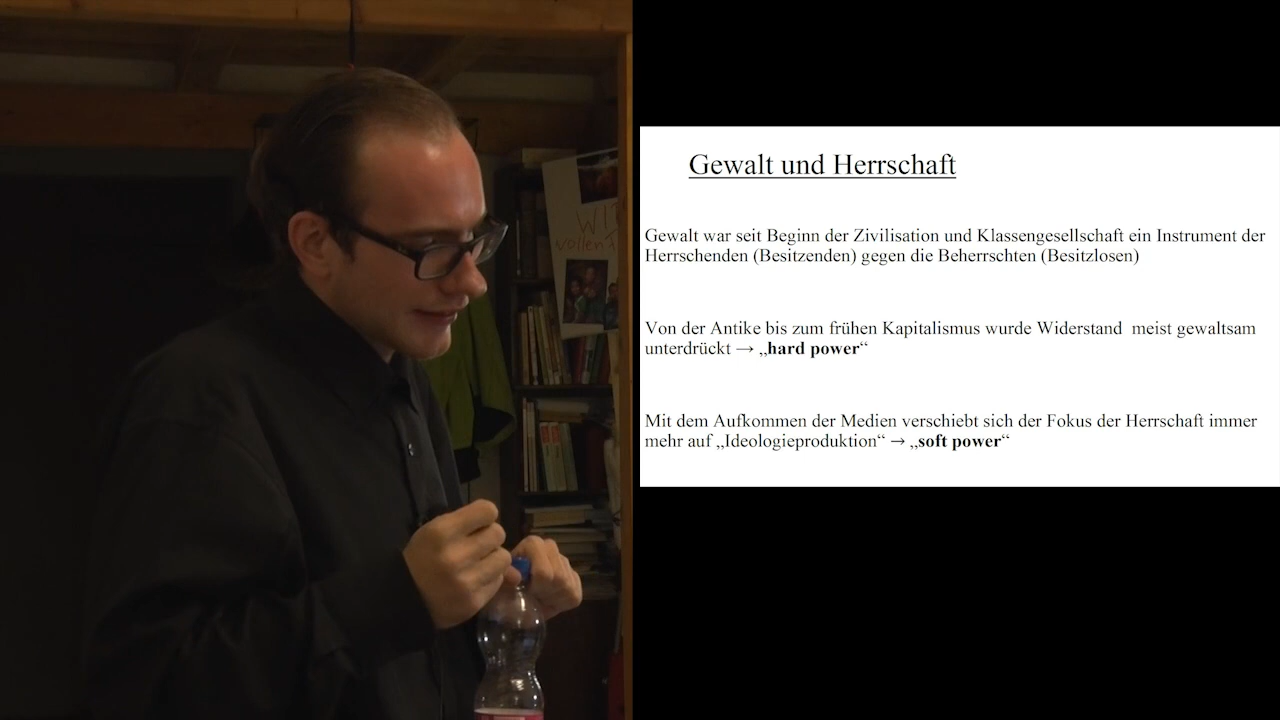 WI
vollen
Gewalt und Herrschaft
Gewalt war seit Beginn der Zivilisation und Klassengesellschaft ein Instrument der
Herrschenden (Besitzenden) gegen die Beherrschten (Besitzlosen)
Von der Antike bis zum frühen Kapitalismus wurde Widerstand  meist gewaltsam
unterdrückt → „hard power“
Mit dem Aufkommen der Medien verschiebt sich der Fokus der Herrschaft immer
mehr auf „Ideologieproduktion“ → „soft power“